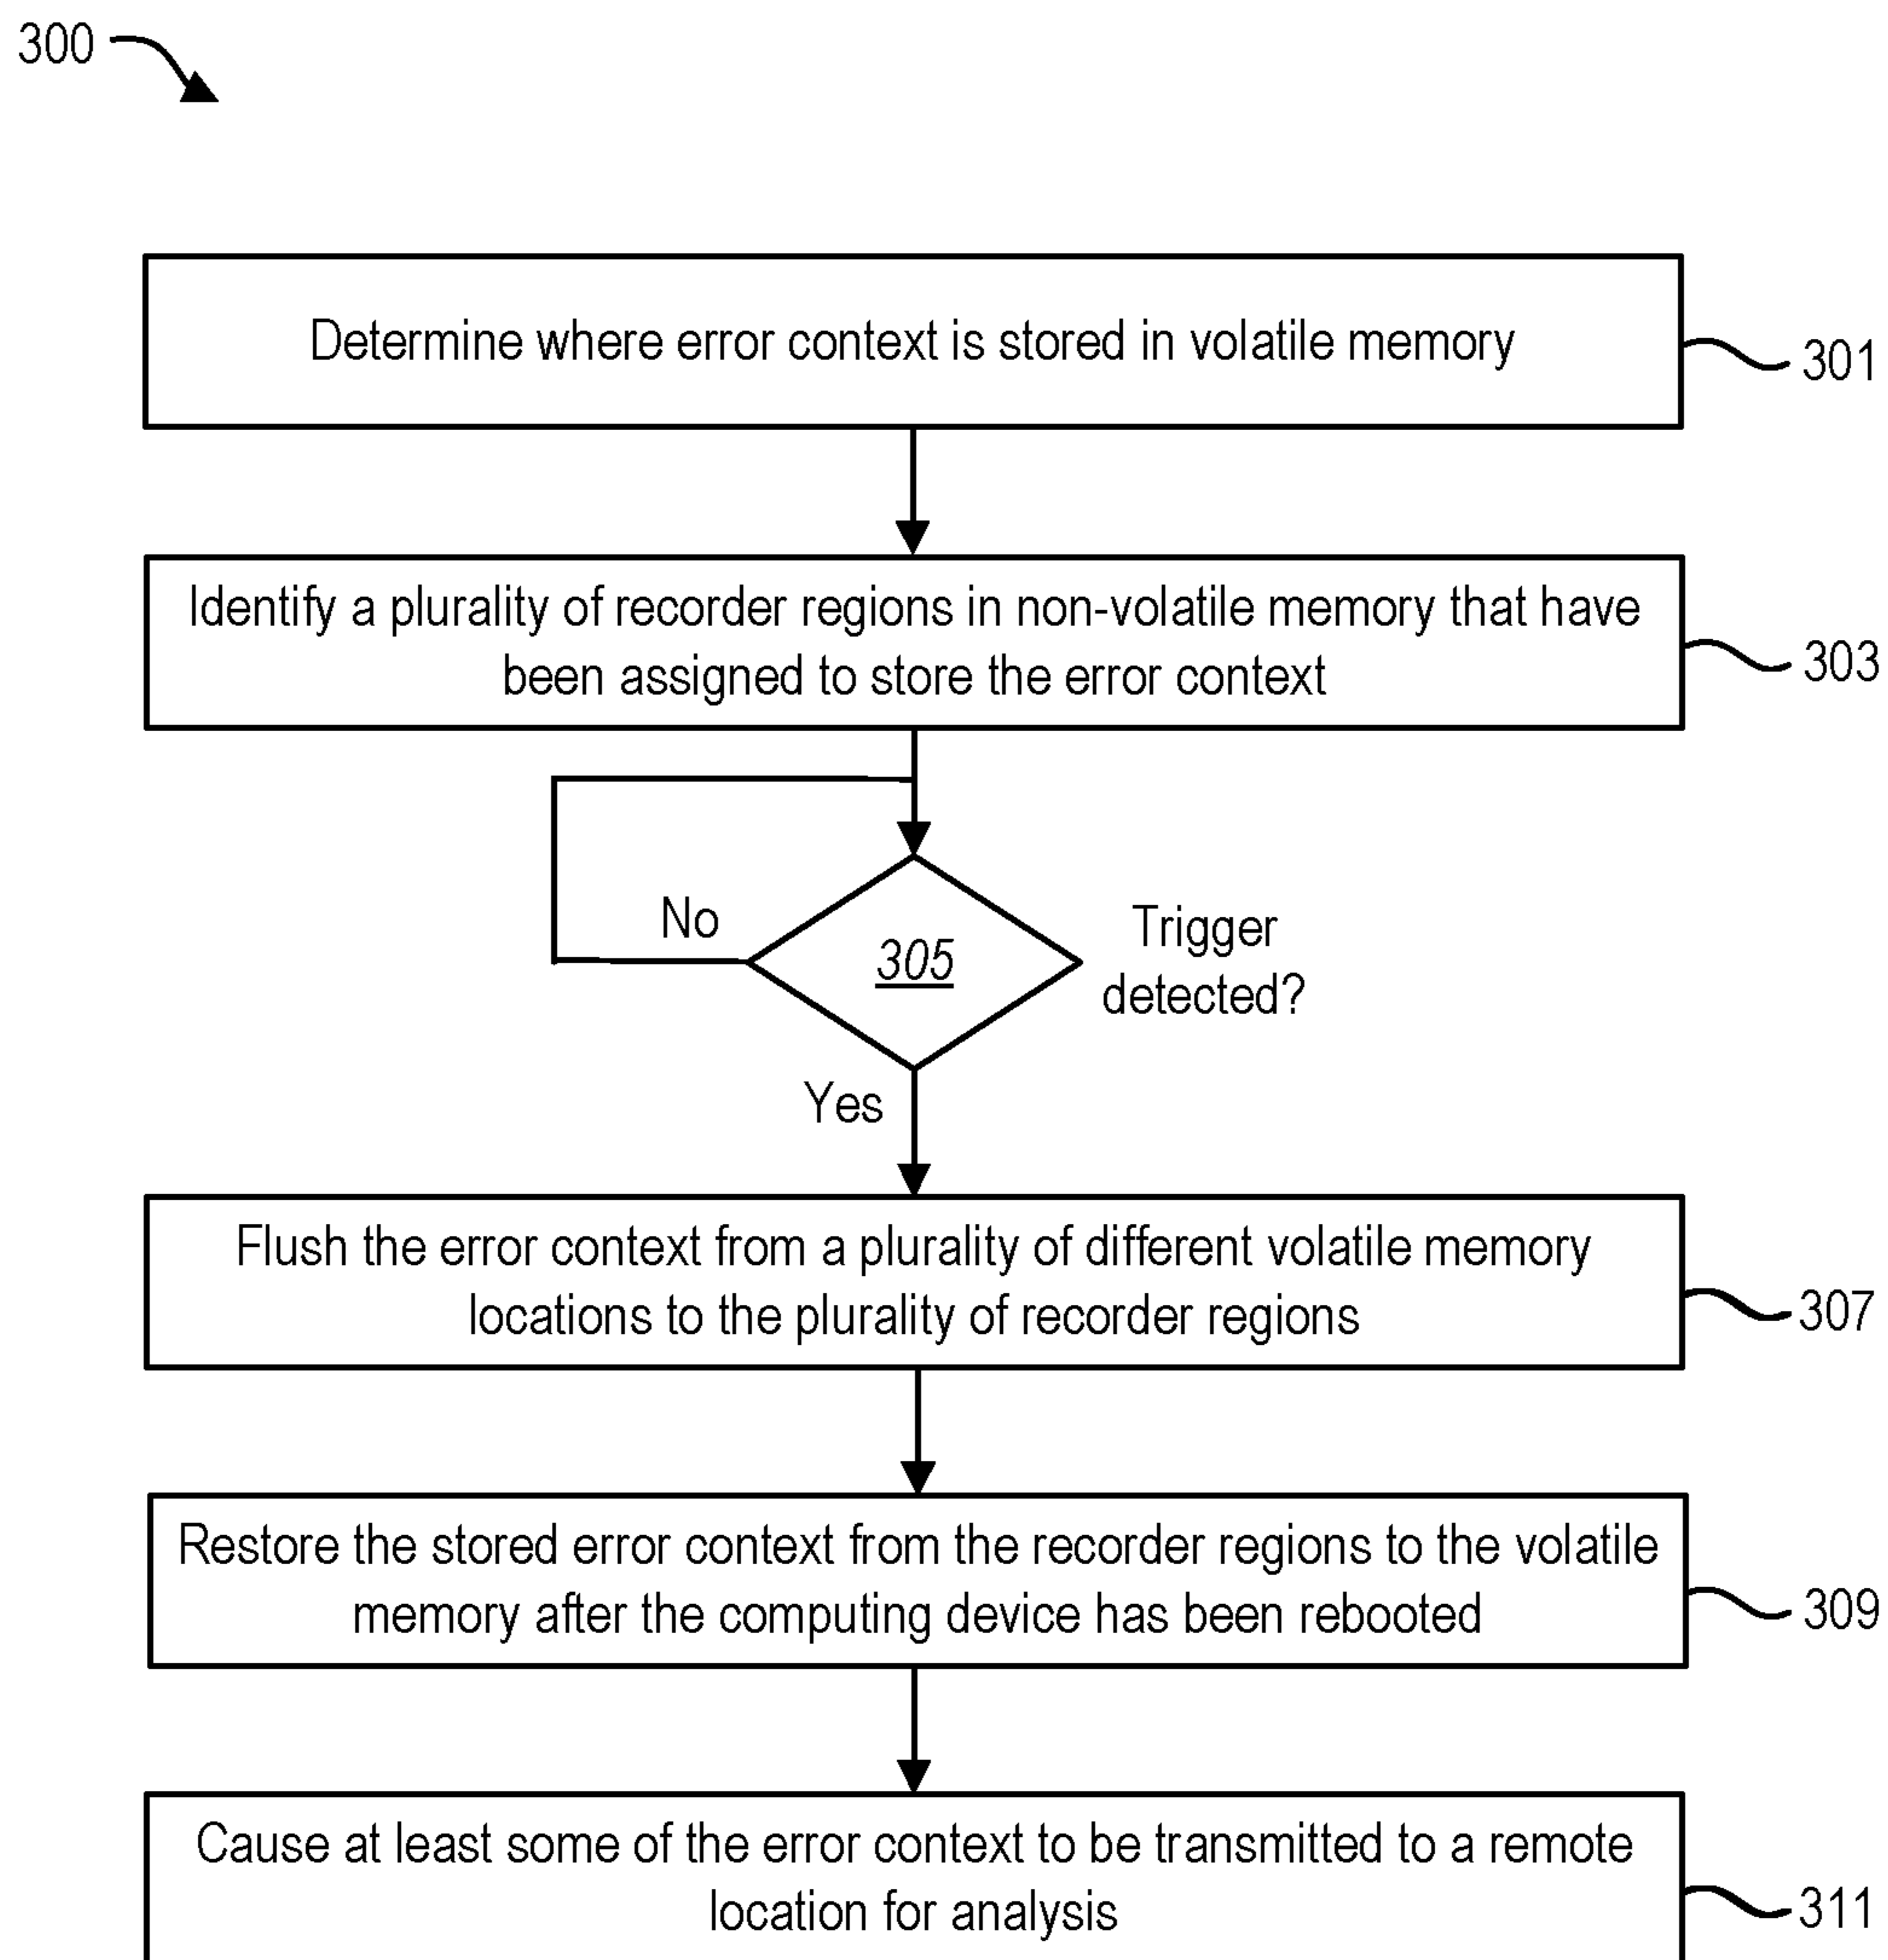 300
Determine where error context is stored in volatile memory
301
Identify a plurality of recorder regions in non-volatile memory that have
been assigned to store the error context
303
No
305
Trigger
detected?
Yes
Flush the error context from a plurality of different volatile memory
locations to the plurality of recorder regions
307
Restore the stored error context from the recorder regions to the volatile
memory after the computing device has been rebooted
309
Cause at least some of the error context to be transmitted to a remote
location for analysis
311